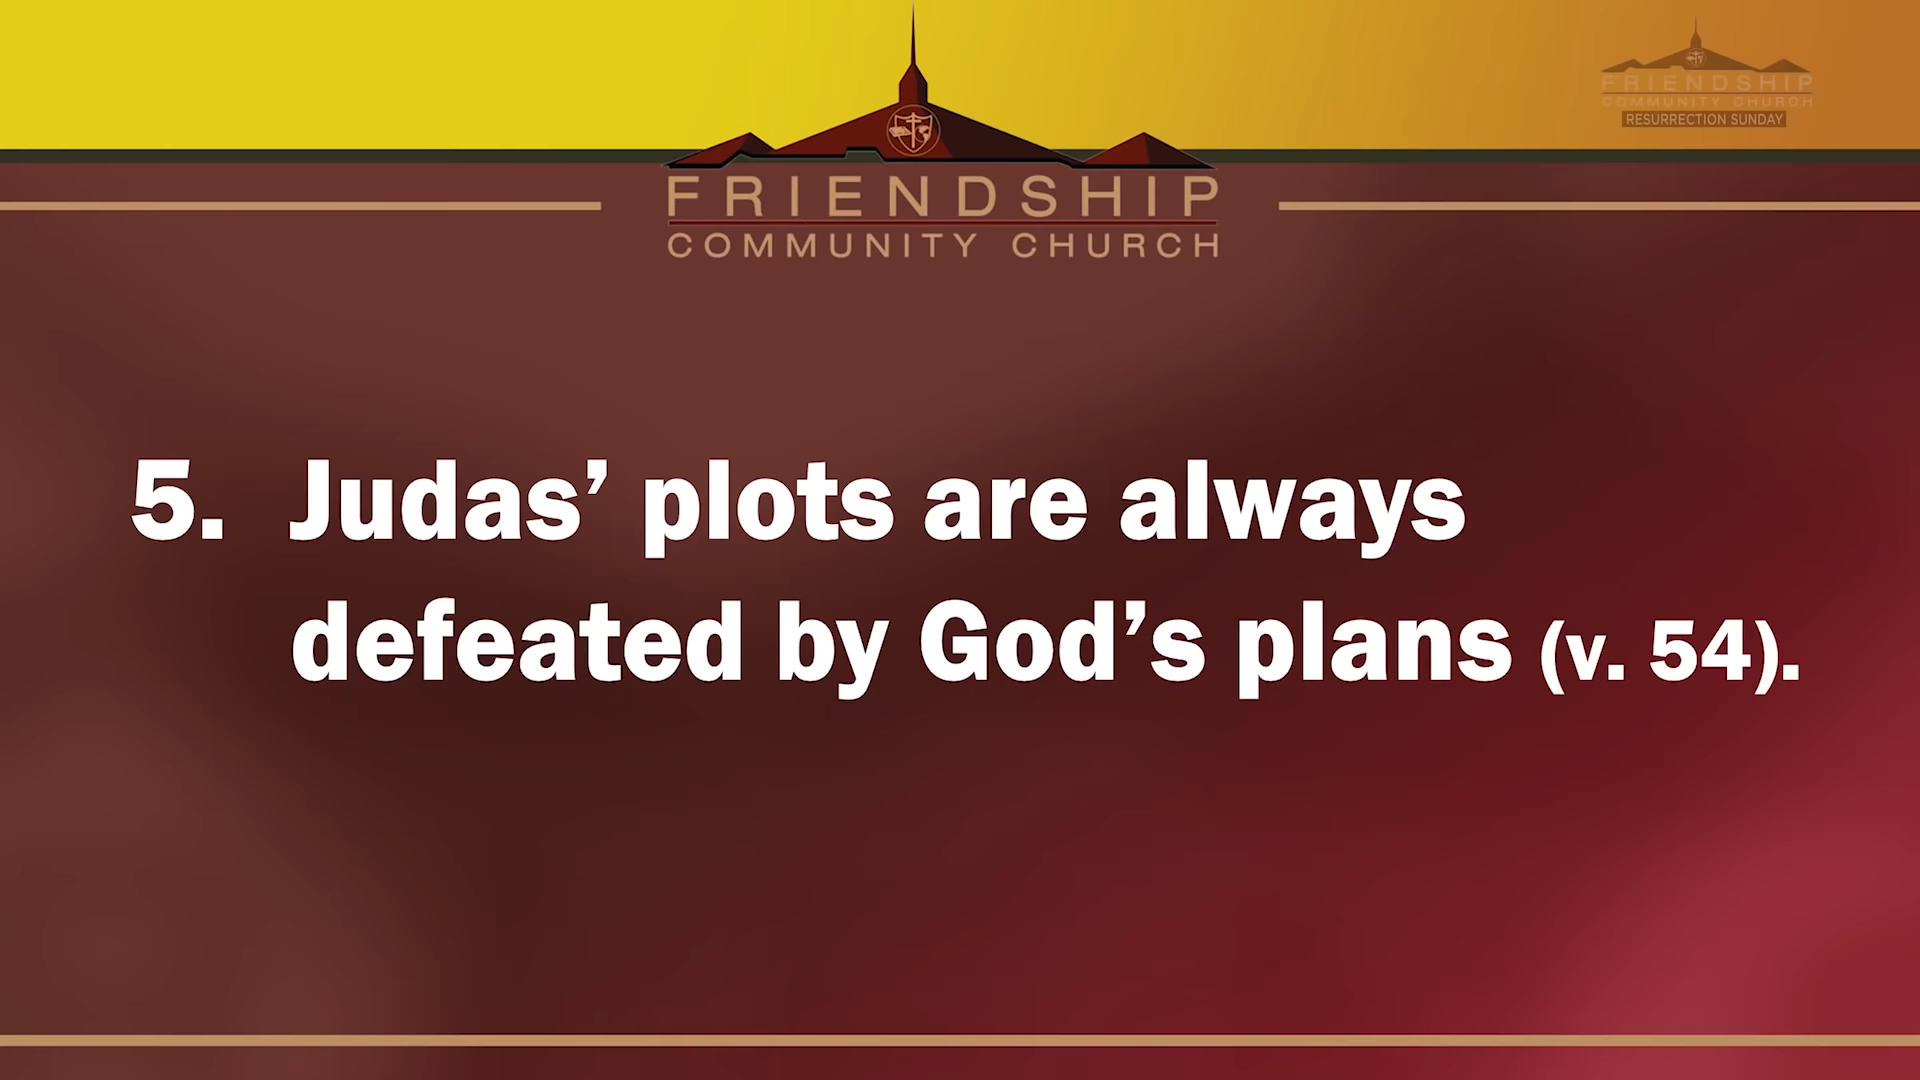 FRIENDSHIP
COMMUNITY CHURCH
RESURRECTION SUNDAY
FRIENDSHIP
COMMUNITY CHURCH
5. Judas’ plots are always
defeated by God’s plans (v. 54).